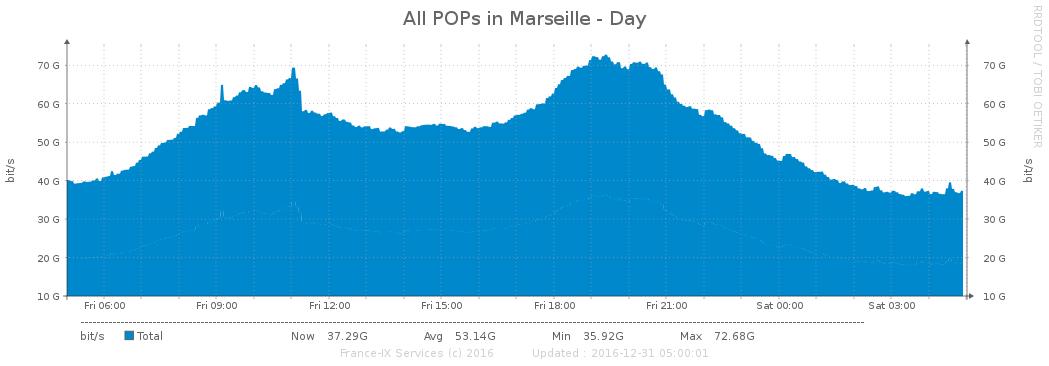 All POPs in Marseille - Day
RRDTOOL / TOBI OETIKER
bit/s
70 G 70 G
60 G 60 G
50 G 50 G
40 G 40 G
30 G 30 G
20 G 20 G
10 G 10 G
bit/s
Fri 06:00 Fri 09:00 Fri 12:00 Fri 15:00 Fri 18:00 Fri 21:00 Sat 00:00 Sat 03:00
bit/s Total Now 37.29G Avg 53.14G Min 35.92G Max 72.68G
France-IX Services (c) 2016 Updated : 2016-12-31 05:00:01